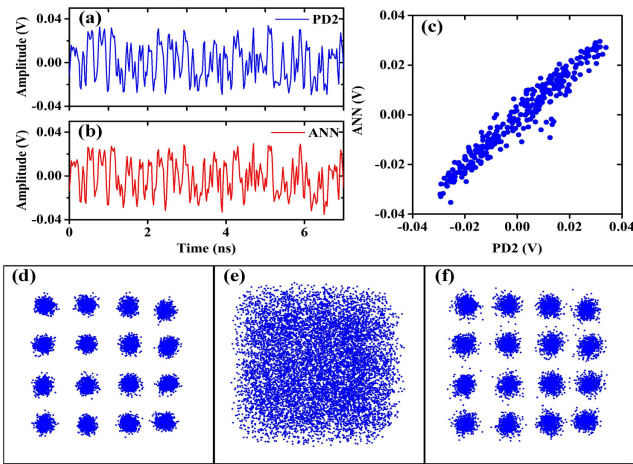 (a)
PD2
Amplitude (V)
0.04
0.00
-0.04
(b)
ANN
Amplitude (V)
0.04
0.00
-0.04
0
2
4
6
Time (ns)
(c)
ANN (V)
0.04
0.02
0.00
-0.02
-0.04
-0.04
-0.02
0.00
0.02
0.04
PD2 (V)
(d)
(e)
(f)